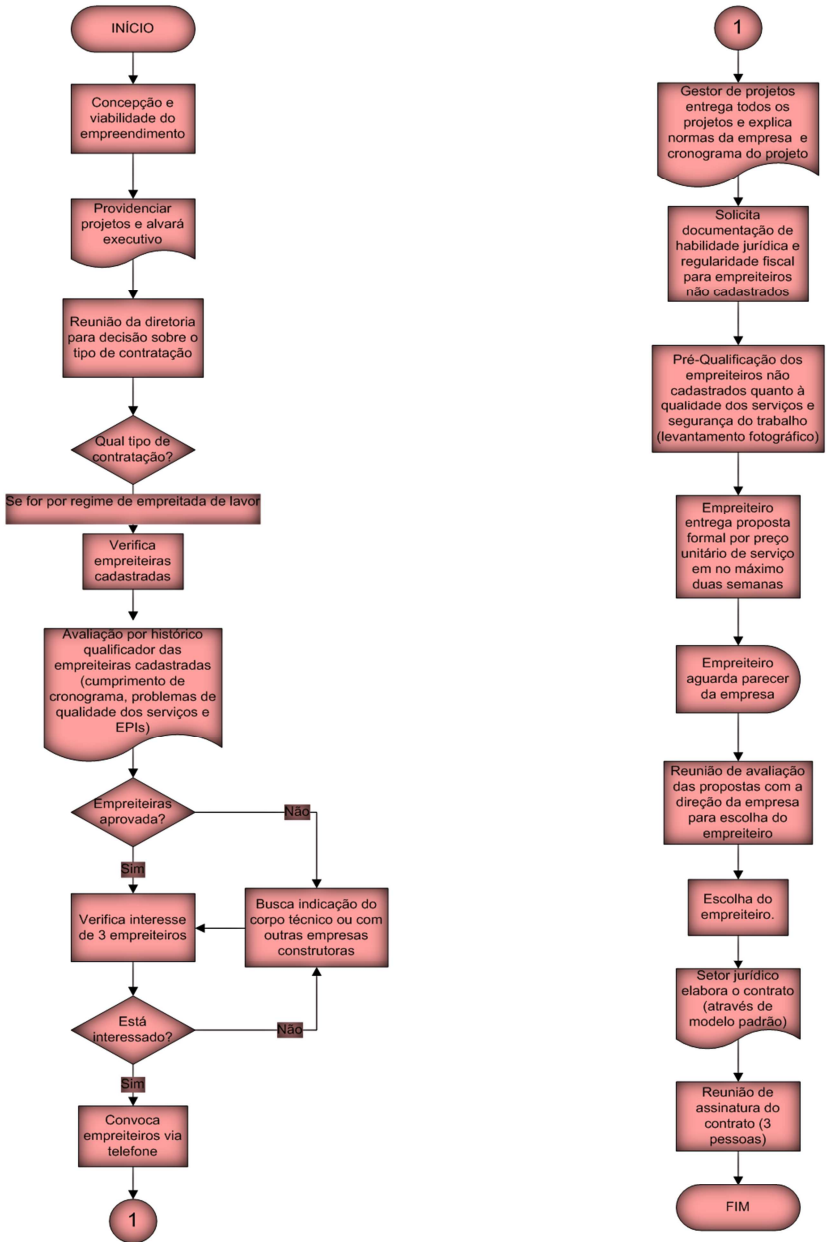 INÍCIO
Concepção e
viabilidade do
empreendimento
Providenciar
projetos e alvará
executivo
Reunião da diretoria
para decisão sobre o
tipo de contratação
Qual tipo de
contratação?
Se for por regime de empreitada de lavor
Verifica
empreiteiras
cadastradas
Avaliação por histórico
qualificador das
empreiteiras cadastradas
(cumprimento de
cronograma, problemas de
qualidade dos serviços e
EPIs)
Empreiteiras
aprovada?
Não
Sim
Verifica interesse
de 3 empreiteiros
Busca indicação do
corpo técnico ou com
outras empresas
construtoras
Está
interessado?
Não
Sim
Convoca
empreiteiros via
telefone
1
1
Gestor de projetos
entrega todos os
projetos e explica
normas da empresa e
cronograma do projeto
Solicita
documentação de
habilidade jurídica e
regularidade fiscal
para empreiteiros
não cadastrados
Pré-Qualificação dos
empreiteiros não
cadastrados quanto à
qualidade dos serviços e
segurança do trabalho
(levantamento fotográfico)
Empreiteiro
entrega proposta
formal por preço
unitário de serviço
em no máximo
duas semanas
Empreiteiro
aguarda parecer
da empresa
Reunião de avaliação
das propostas com a
direção da empresa
para escolha do
empreiteiro
Escolha do
empreiteiro.
Setor jurídico
elabora o contrato
(através de
modelo padrão)
Reunião de
assinatura do
contrato (3
pessoas)
FIM